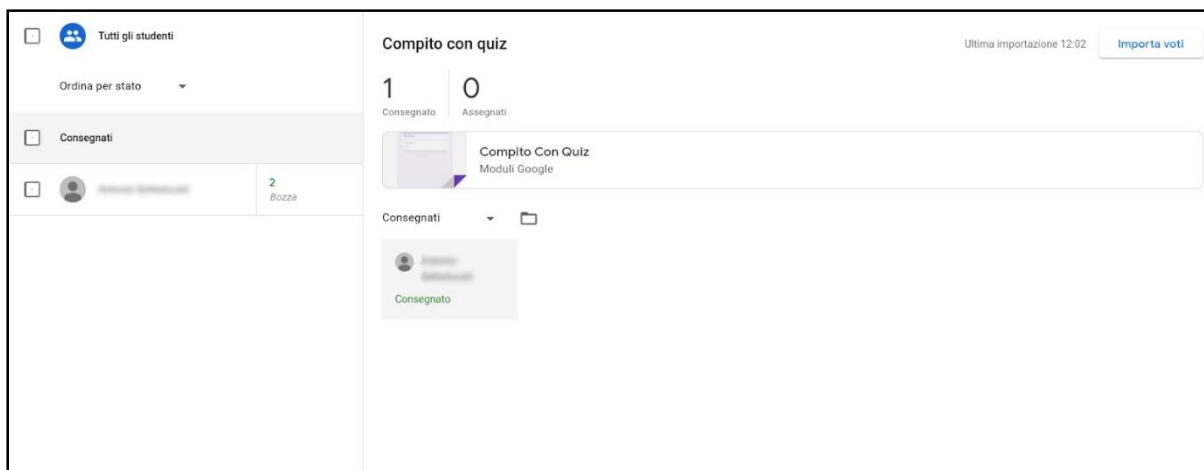 Tutti gli studenti
Ordina per stato
Consegnati
2
Bozza
Compito con quiz
Ultima importazione 12:02
Importa voti
1
Consegnato
0
Assegnati
Compito Con Quiz
Moduli Google
Consegnati
Consegnato